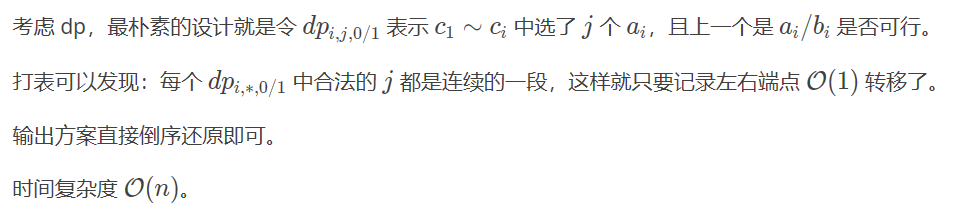 考虑 dp，最朴素的设计就是令 $dp_{i,j,0/1}$ 表示 $c_1 \sim c_i$ 中选了 $j$ 个 $a_i$，且上一个是 $a_i/b_i$ 是否可行。
打表可以发现：每个 $dp_{i,*,0/1}$ 中合法的 $j$ 都是连续的一段，这样就只要记录左右端点 $\mathcal{O}(1)$ 转移了。
输出方案直接倒序还原即可。
时间复杂度 $\mathcal{O}(n)$。